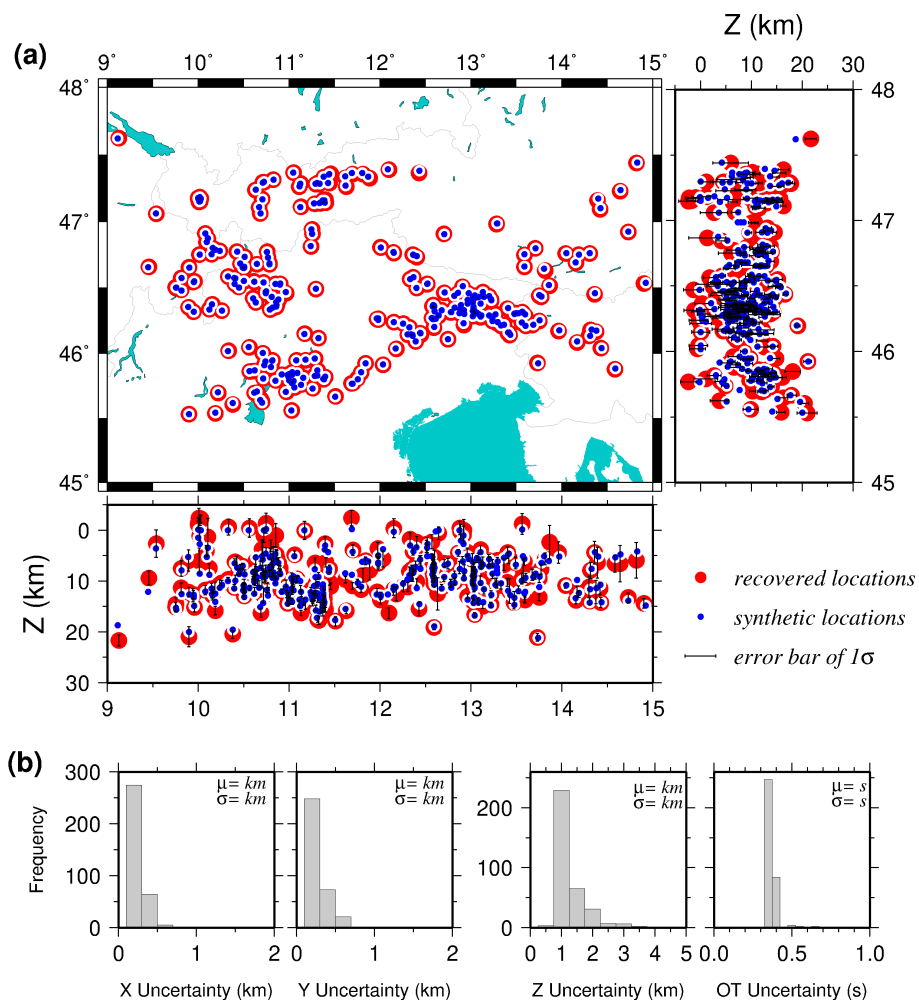 (a)
Z (km)
9° 10° 11° 12° 13° 14° 15°
0 10 20 30
48° 48
47° 47
46° 46
45° 45
Z (km)
0
10
20
30
9 10 11 12 13 14 15
recovered locations
synthetic locations
error bar of 1σ
(b)
Frequency
300
200
100
0
μ= km
σ= km
0 1 2
X Uncertainty (km)
μ= km
σ= km
0 1 2
Y Uncertainty (km)
200
100
0
μ= km
σ= km
0 1 2 3 4 5
Z Uncertainty (km)
μ= s
σ= s
0.0 0.5 1.0
OT Uncertainty (s)